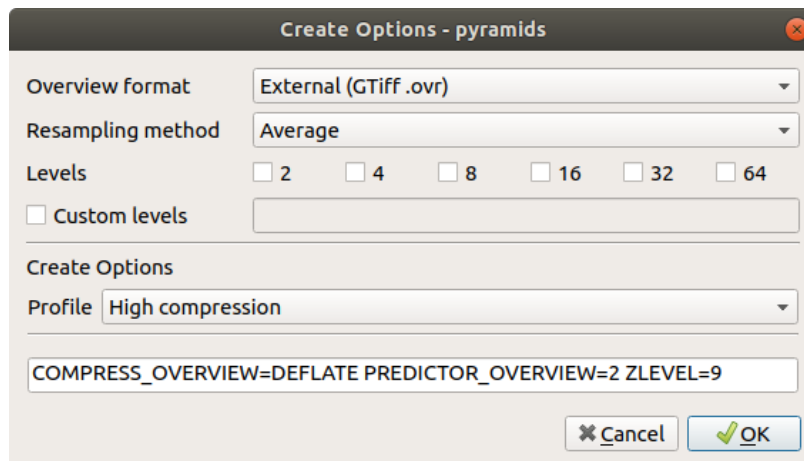 Create Options - pyramids
Overview format External (GTiff .ovr)
Resampling method Average
Levels 2 4 8 16 32 64
Custom levels
Create Options
Profile High compression
COMPRESS_OVERVIEW=DEFLATE PREDICTOR_OVERVIEW=2 ZLEVEL=9
Cancel OK